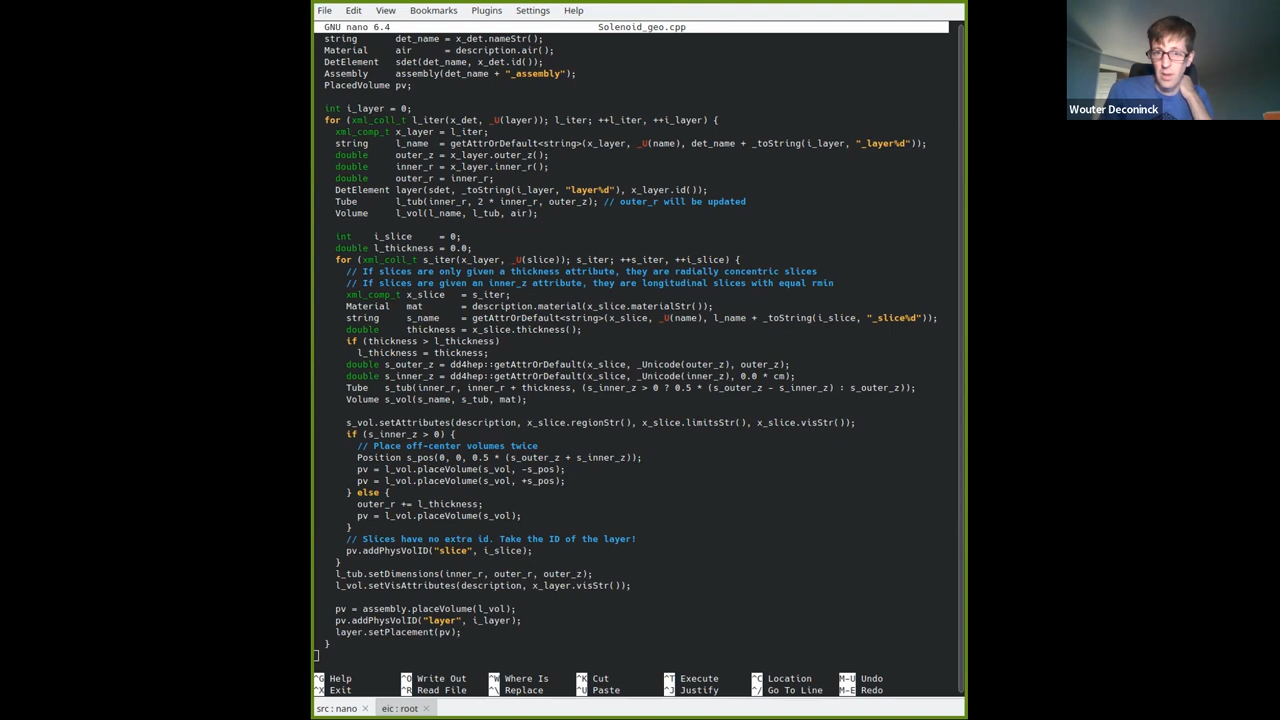 File Edit View Bookmarks Plugins Settings Help
GNU nano 6.4 Solenoid_geo.cpp
string det_name = x_det.nameStr();
Material air = description.air();
DetElement sdet(det_name, x_det.id());
Assembly assembly(det_name + "_assembly");
PlacedVolume pv;
int i_layer = 0;
for (xml_coll_t l_iter(x_det, _U(layer)); l_iter; ++l_iter, ++i_layer) {
xml_comp_t x_layer = l_iter;
string l_name = getAttrOrDefault<string>(x_layer, _U(name), det_name + _toString(i_layer, "_layer%d"));
double outer_z = x_layer.outer_z();
double inner_r = x_layer.inner_r();
double outer_r = inner_r;
DetElement layer(sdet, _toString(i_layer, "layer%d"), x_layer.id());
Tube l_tub(inner_r, 2 * inner_r, outer_z); // outer_r will be updated
Volume l_vol(l_name, l_tub, air);
int i_slice = 0;
double l_thickness = 0.0;
for (xml_coll_t s_iter(x_layer, _U(slice)); s_iter; ++s_iter, ++i_slice) {
// If slices are only given a thickness attribute, they are radially concentric slices
// If slices are given an inner_z attribute, they are longitudinal slices with equal rmin
xml_comp_t x_slice = s_iter;
Material mat = description.material(x_slice.materialStr());
string s_name = getAttrOrDefault<string>(x_slice, _U(name), l_name + _toString(i_slice, "_slice%d"));
double thickness = x_slice.thickness();
if (thickness > l_thickness)
l_thickness = thickness;
double s_outer_z = dd4hep::getAttrOrDefault(x_slice, _Unicode(outer_z), outer_z);
double s_inner_z = dd4hep::getAttrOrDefault(x_slice, _Unicode(inner_z), 0.0 * cm);
Tube s_tub(inner_r, inner_r + thickness, (s_inner_z > 0 ? 0.5 * (s_outer_z - s_inner_z) : s_outer_z));
Volume s_vol(s_name, s_tub, mat);
s_vol.setAttributes(description, x_slice.regionStr(), x_slice.limitsStr(), x_slice.visStr());
if (s_inner_z > 0) {
// Place off-center volumes twice
Position s_pos(0, 0, 0.5 * (s_outer_z + s_inner_z));
pv = l_vol.placeVolume(s_vol, -s_pos);
pv = l_vol.placeVolume(s_vol, +s_pos);
} else {
outer_r += l_thickness;
pv = l_vol.placeVolume(s_vol);
}
// Slices have no extra id. Take the ID of the layer!
pv.addPhysVolID("slice", i_slice);
}
l_tub.setDimensions(inner_r, outer_r, outer_z);
l_vol.setVisAttributes(description, x_layer.visStr());
pv = assembly.placeVolume(l_vol);
pv.addPhysVolID("layer", i_layer);
layer.setPlacement(pv);
}
^G Help ^O Write Out ^W Where Is ^K Cut ^T Execute ^C Location M-U Undo
^X Exit ^R Read File ^\ Replace ^U Paste ^J Justify ^/ Go To Line M-E Redo
src : nano eic : root
Wouter Deconinck